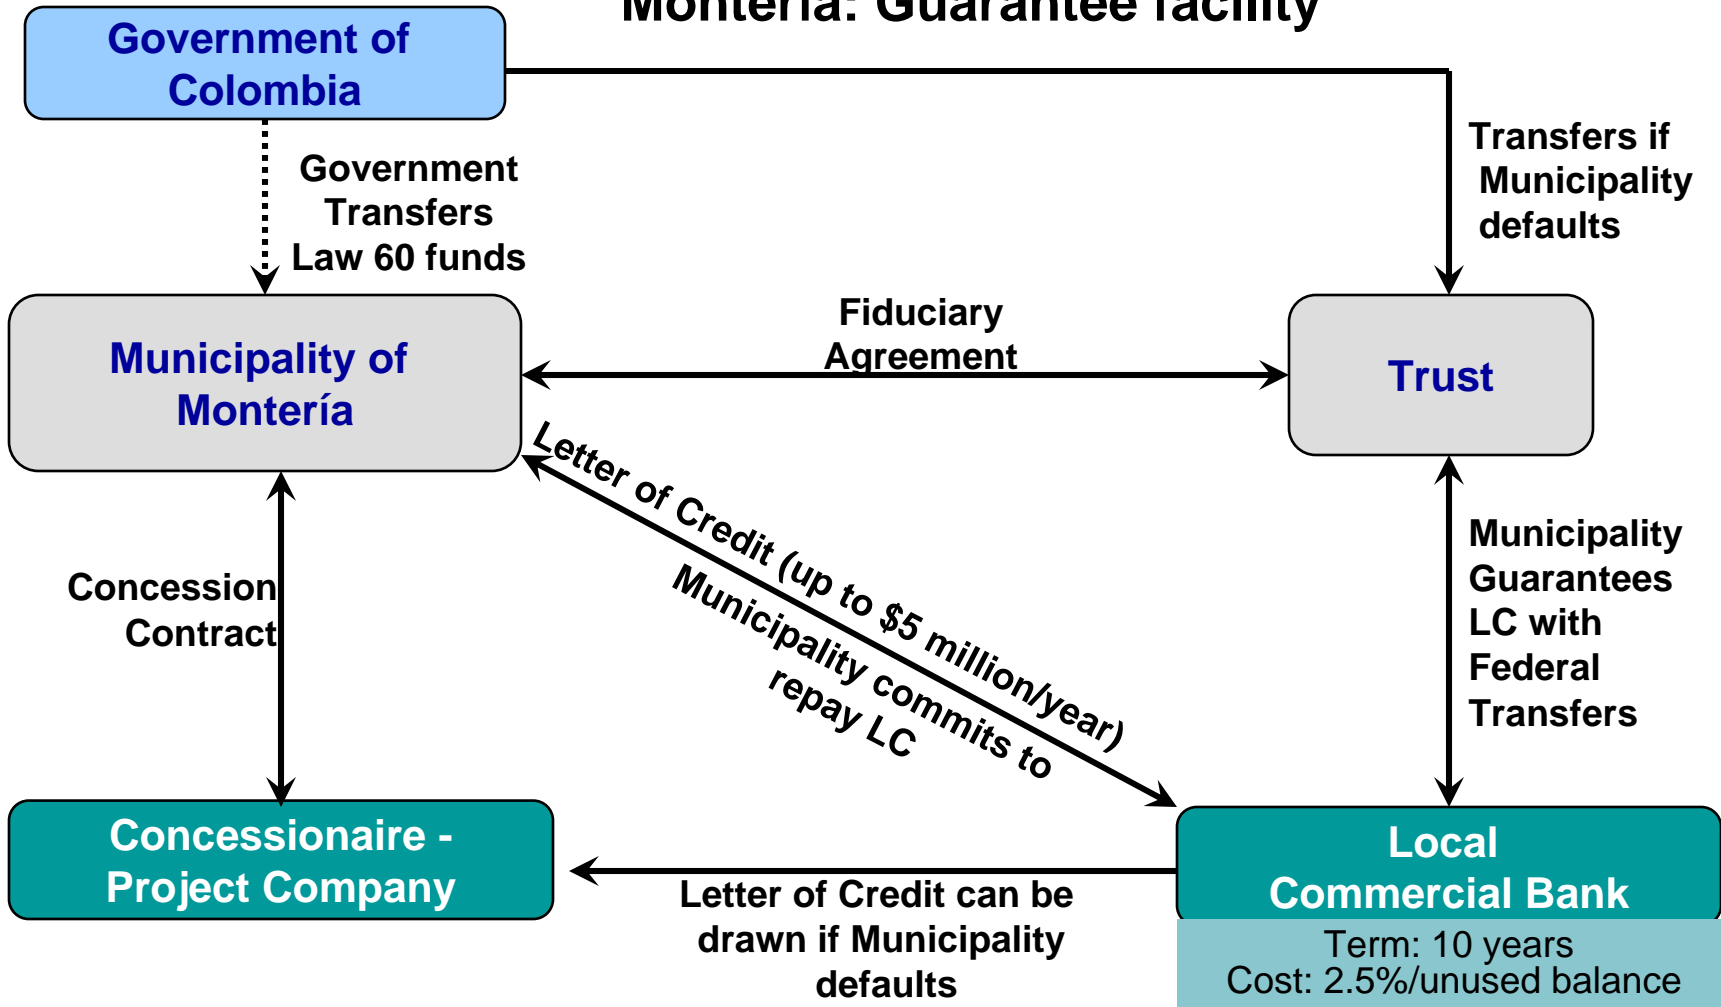 Montería: Guarantee facility
Government of
Colombia
Government
Transfers
Law 60 funds
Transfers if
Municipality
defaults
Municipality of
Montería
Fiduciary
Agreement
Trust
Letter of Credit (up to $5 million/year)
Municipality commits to
repay LC
Concession
Contract
Municipality
Guarantees
LC with
Federal
Transfers
Concessionaire -
Project Company
Letter of Credit can be
drawn if Municipality
defaults
Local
Commercial Bank
Term: 10 years
Cost: 2.5%/unused balance